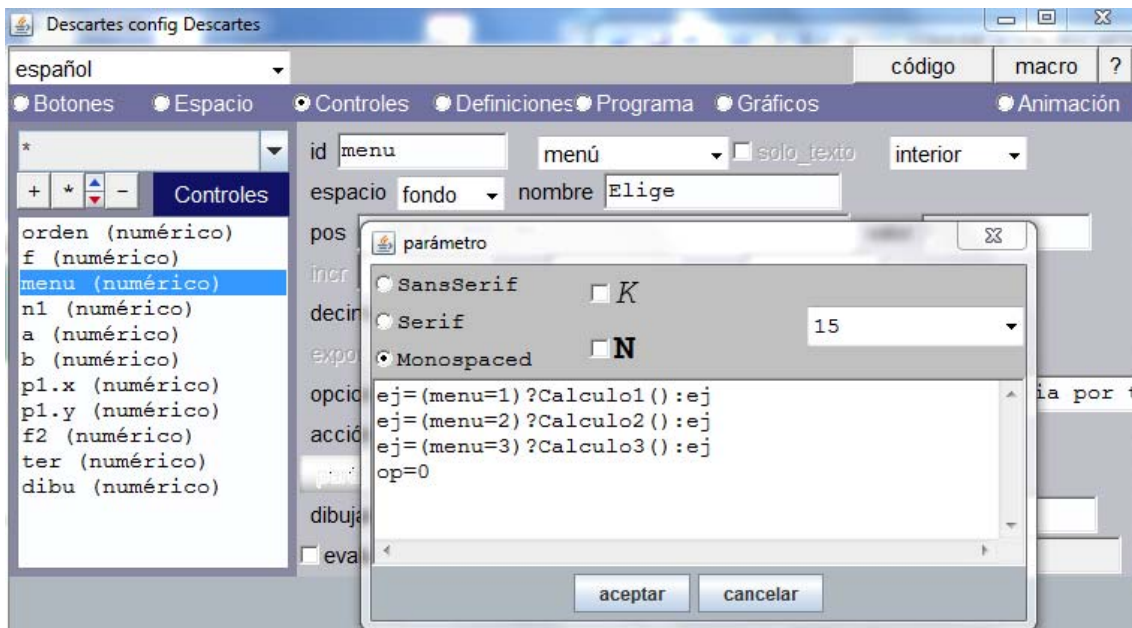 Descartes config Descartes
español código macro ?
Botones Espacio Controles Definiciones Programa Gráficos Animación
* id menu menú solo_texto interior
+ * - Controles espacio fondo nombre Elige
orden (numérico)
f (numérico)
menu (numérico)
n1 (numérico)
a (numérico)
b (numérico)
p1.x (numérico)
p1.y (numérico)
f2 (numérico)
ter (numérico)
dibu (numérico)
pos
incr
decin
expo
opcio
acció
dibuja
eva
parámetro
SansSerif K
Serif 15
Monospaced N
ej=(menu=1)?Calculo1():ej
ej=(menu=2)?Calculo2():ej
ej=(menu=3)?Calculo3():ej
op=0
ia por t
aceptar cancelar